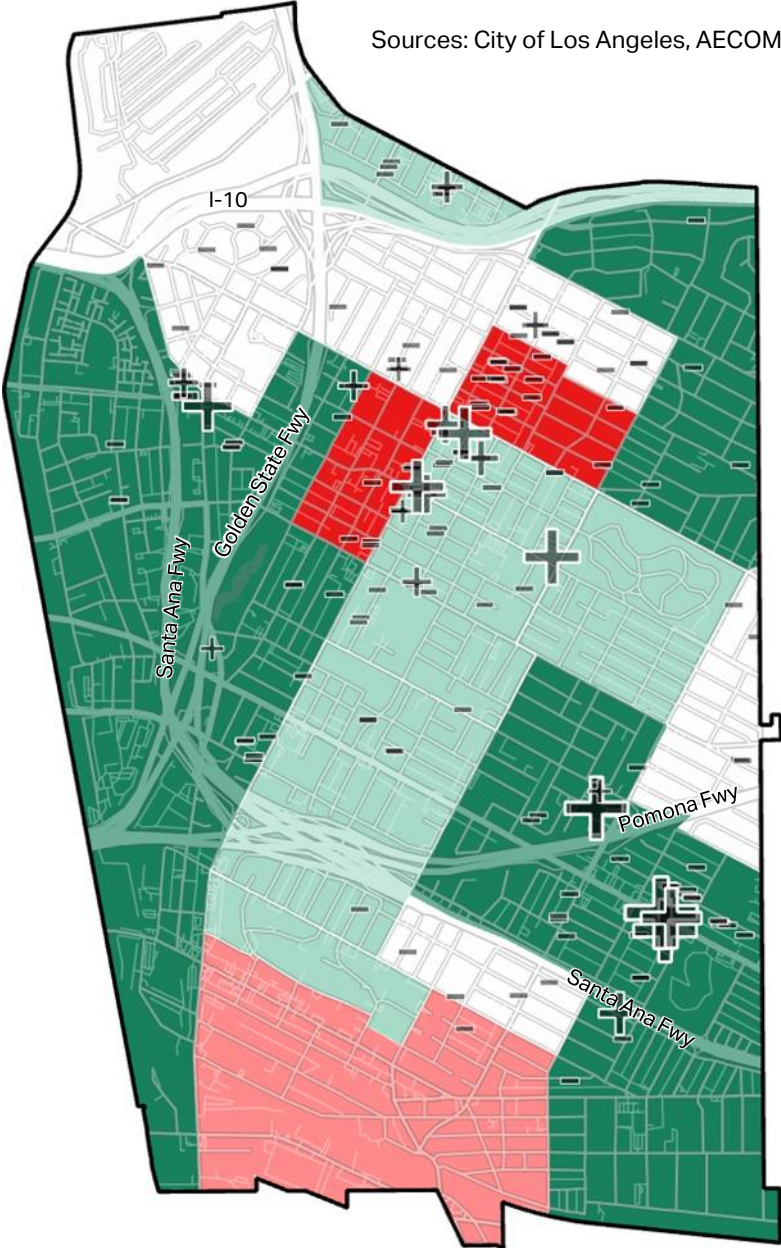 Sources: City of Los Angeles, AECOM
I-10
Golden State Fwy
Santa Ana Fwy
Pomona Fwy
Santa Ana Fwy